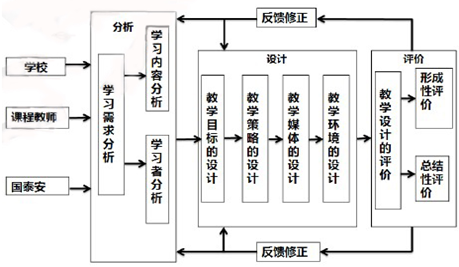 反馈修正
分析
设计
评价
学校
课程教师
国泰安
学习需求分析
学习内容分析
学习者分析
教学目标的设计
教学策略的设计
教学媒体的设计
教学环境的设计
教学设计的评价
形成
性评
价
总结
性评
价
反馈修正